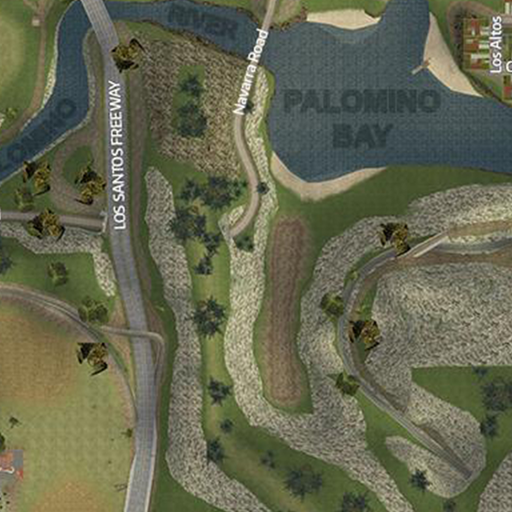 RIVER
Navarra Road
Los Altos
PALOMINO
BAY
LOS SANTOS FREEWAY